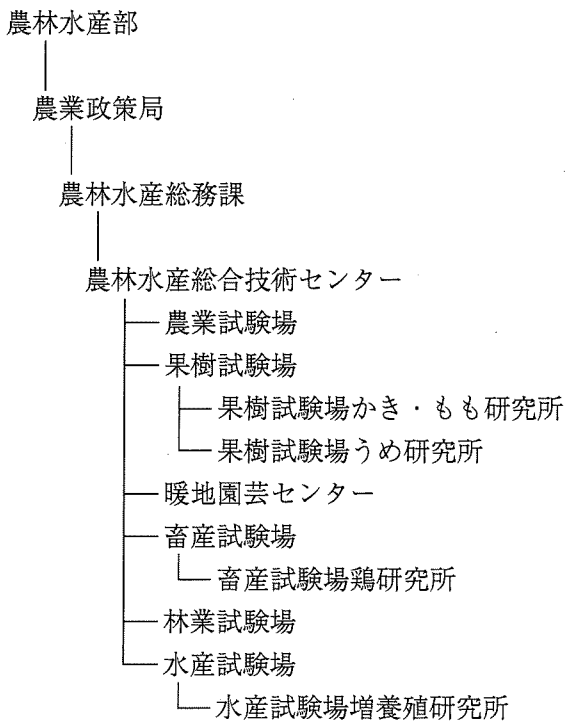 農林水産部
農業政策局
農林水産総務課
農林水産総合技術センター
農業試験場
果樹試験場
果樹試験場かき・もも研究所
果樹試験場うめ研究所
暖地園芸センター
畜産試験場
畜産試験場鶏研究所
林業試験場
水産試験場
水産試験場増養殖研究所